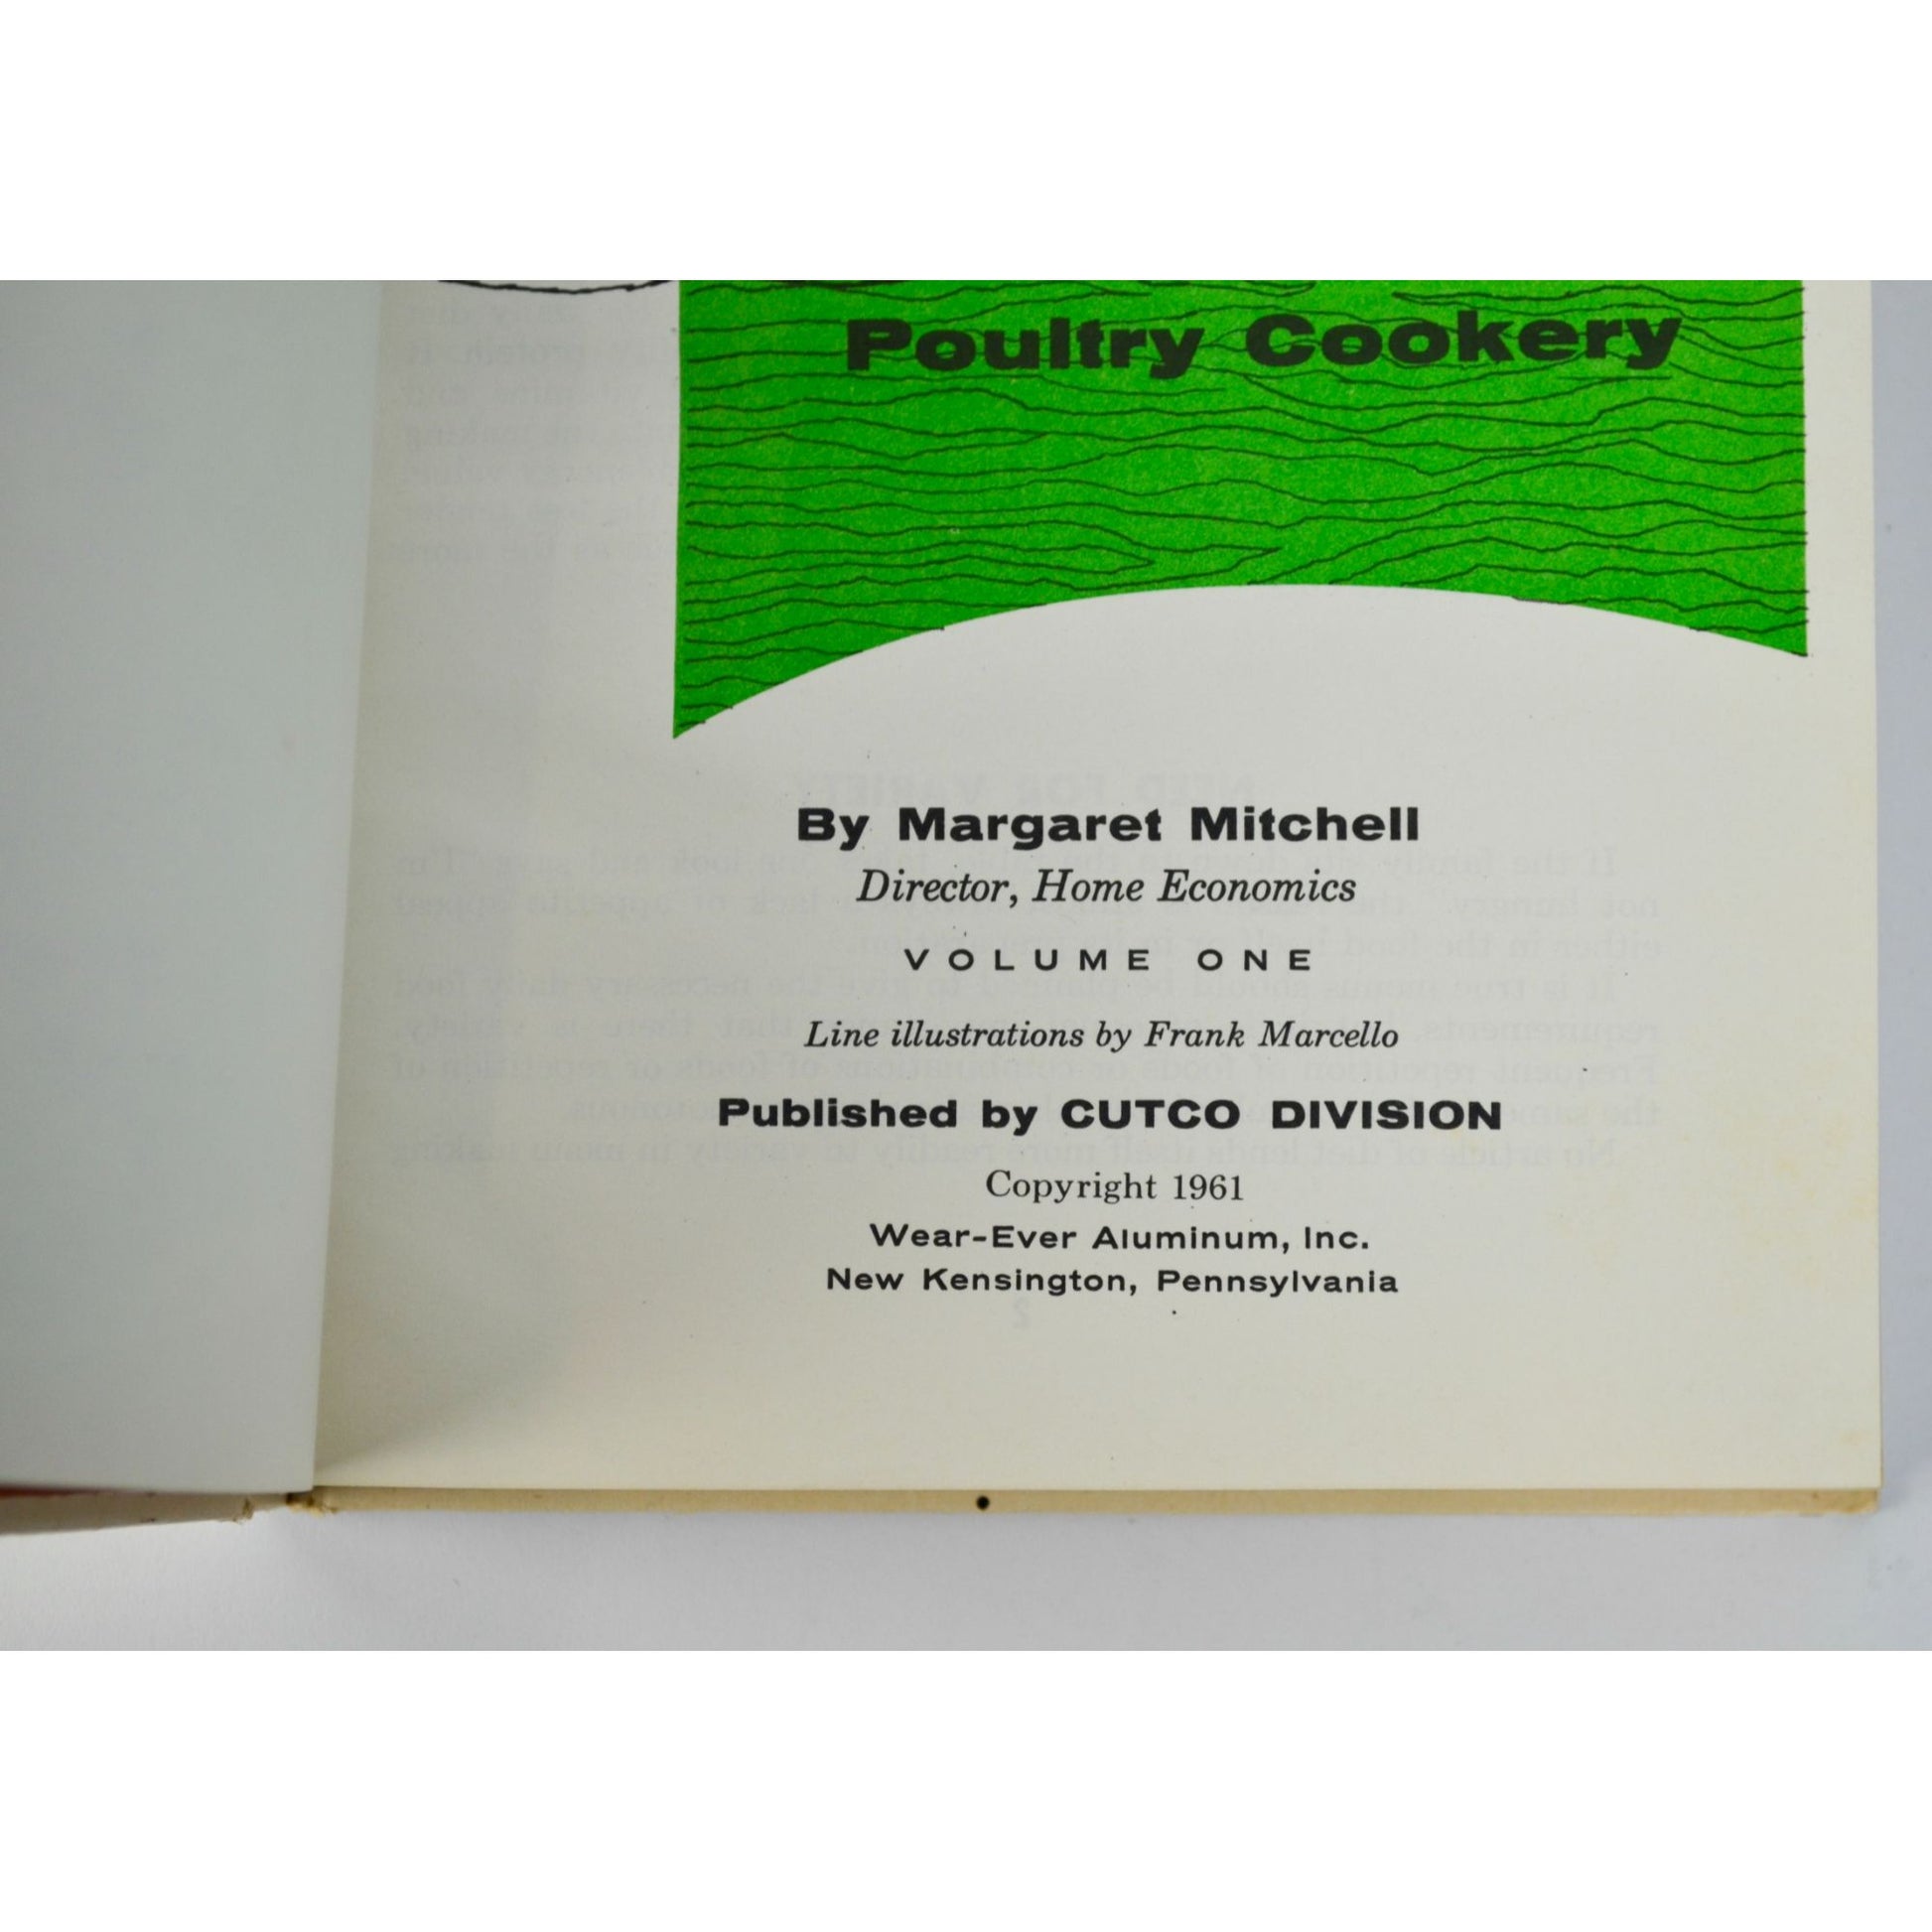 Poultry Cookery
By Margaret Mitchell
Director, Home Economics
VOLUME ONE
Line illustrations by Frank Marcello
Published by CUTCO DIVISION
Copyright 1961
Wear-Ever Aluminum, Inc.
New Kensington, Pennsylvania